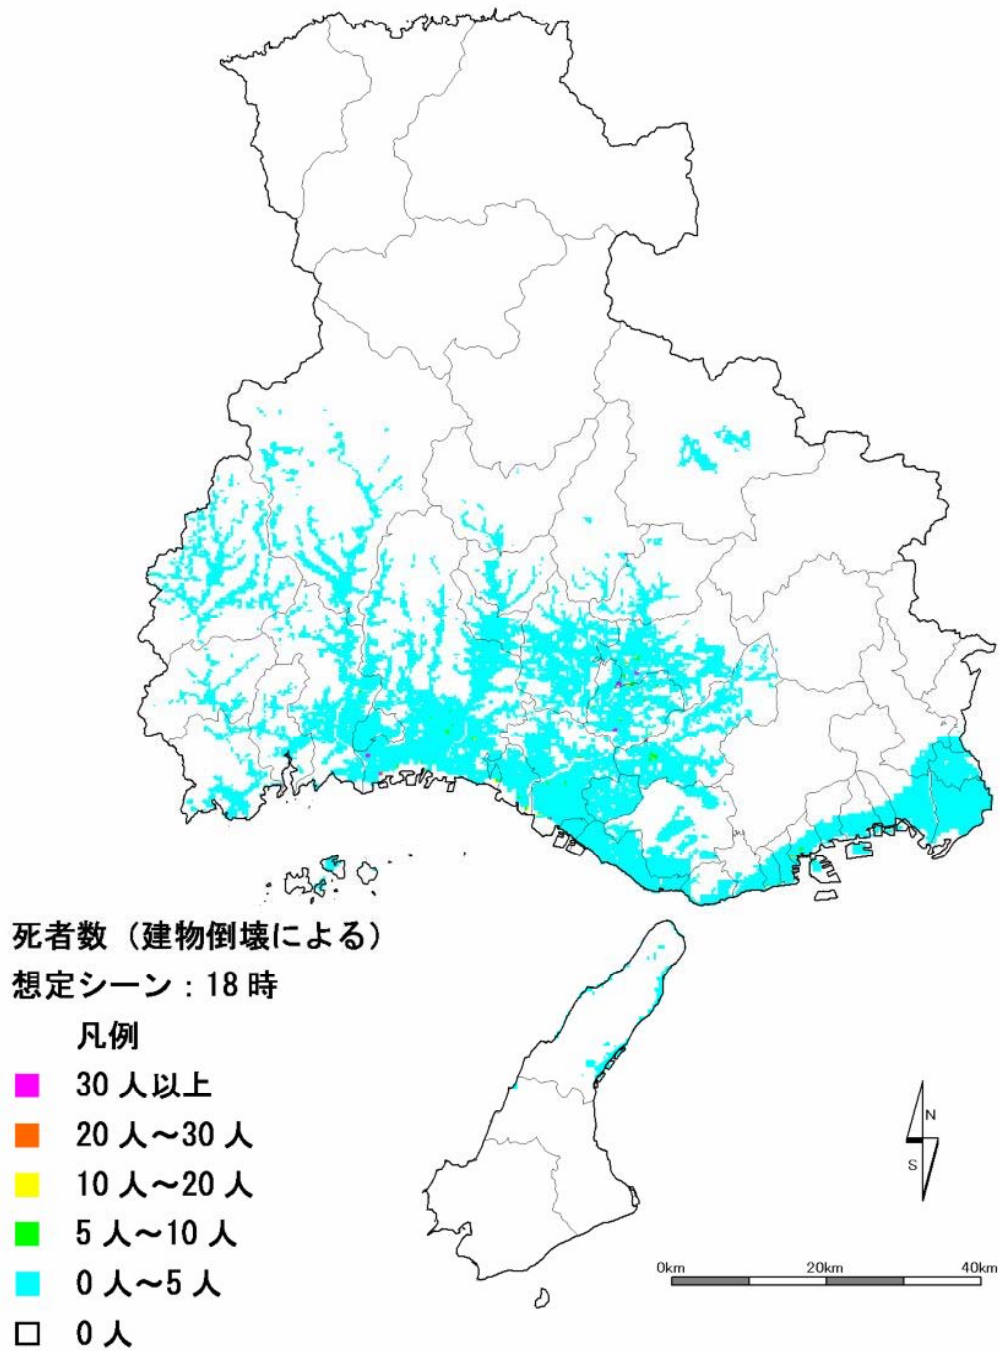 死者数（建物倒壊による）
想定シーン：18時
凡例
30人以上
20人～30人
10人～20人
5人～10人
0人～5人
0人
N
S
0km 20km 40km